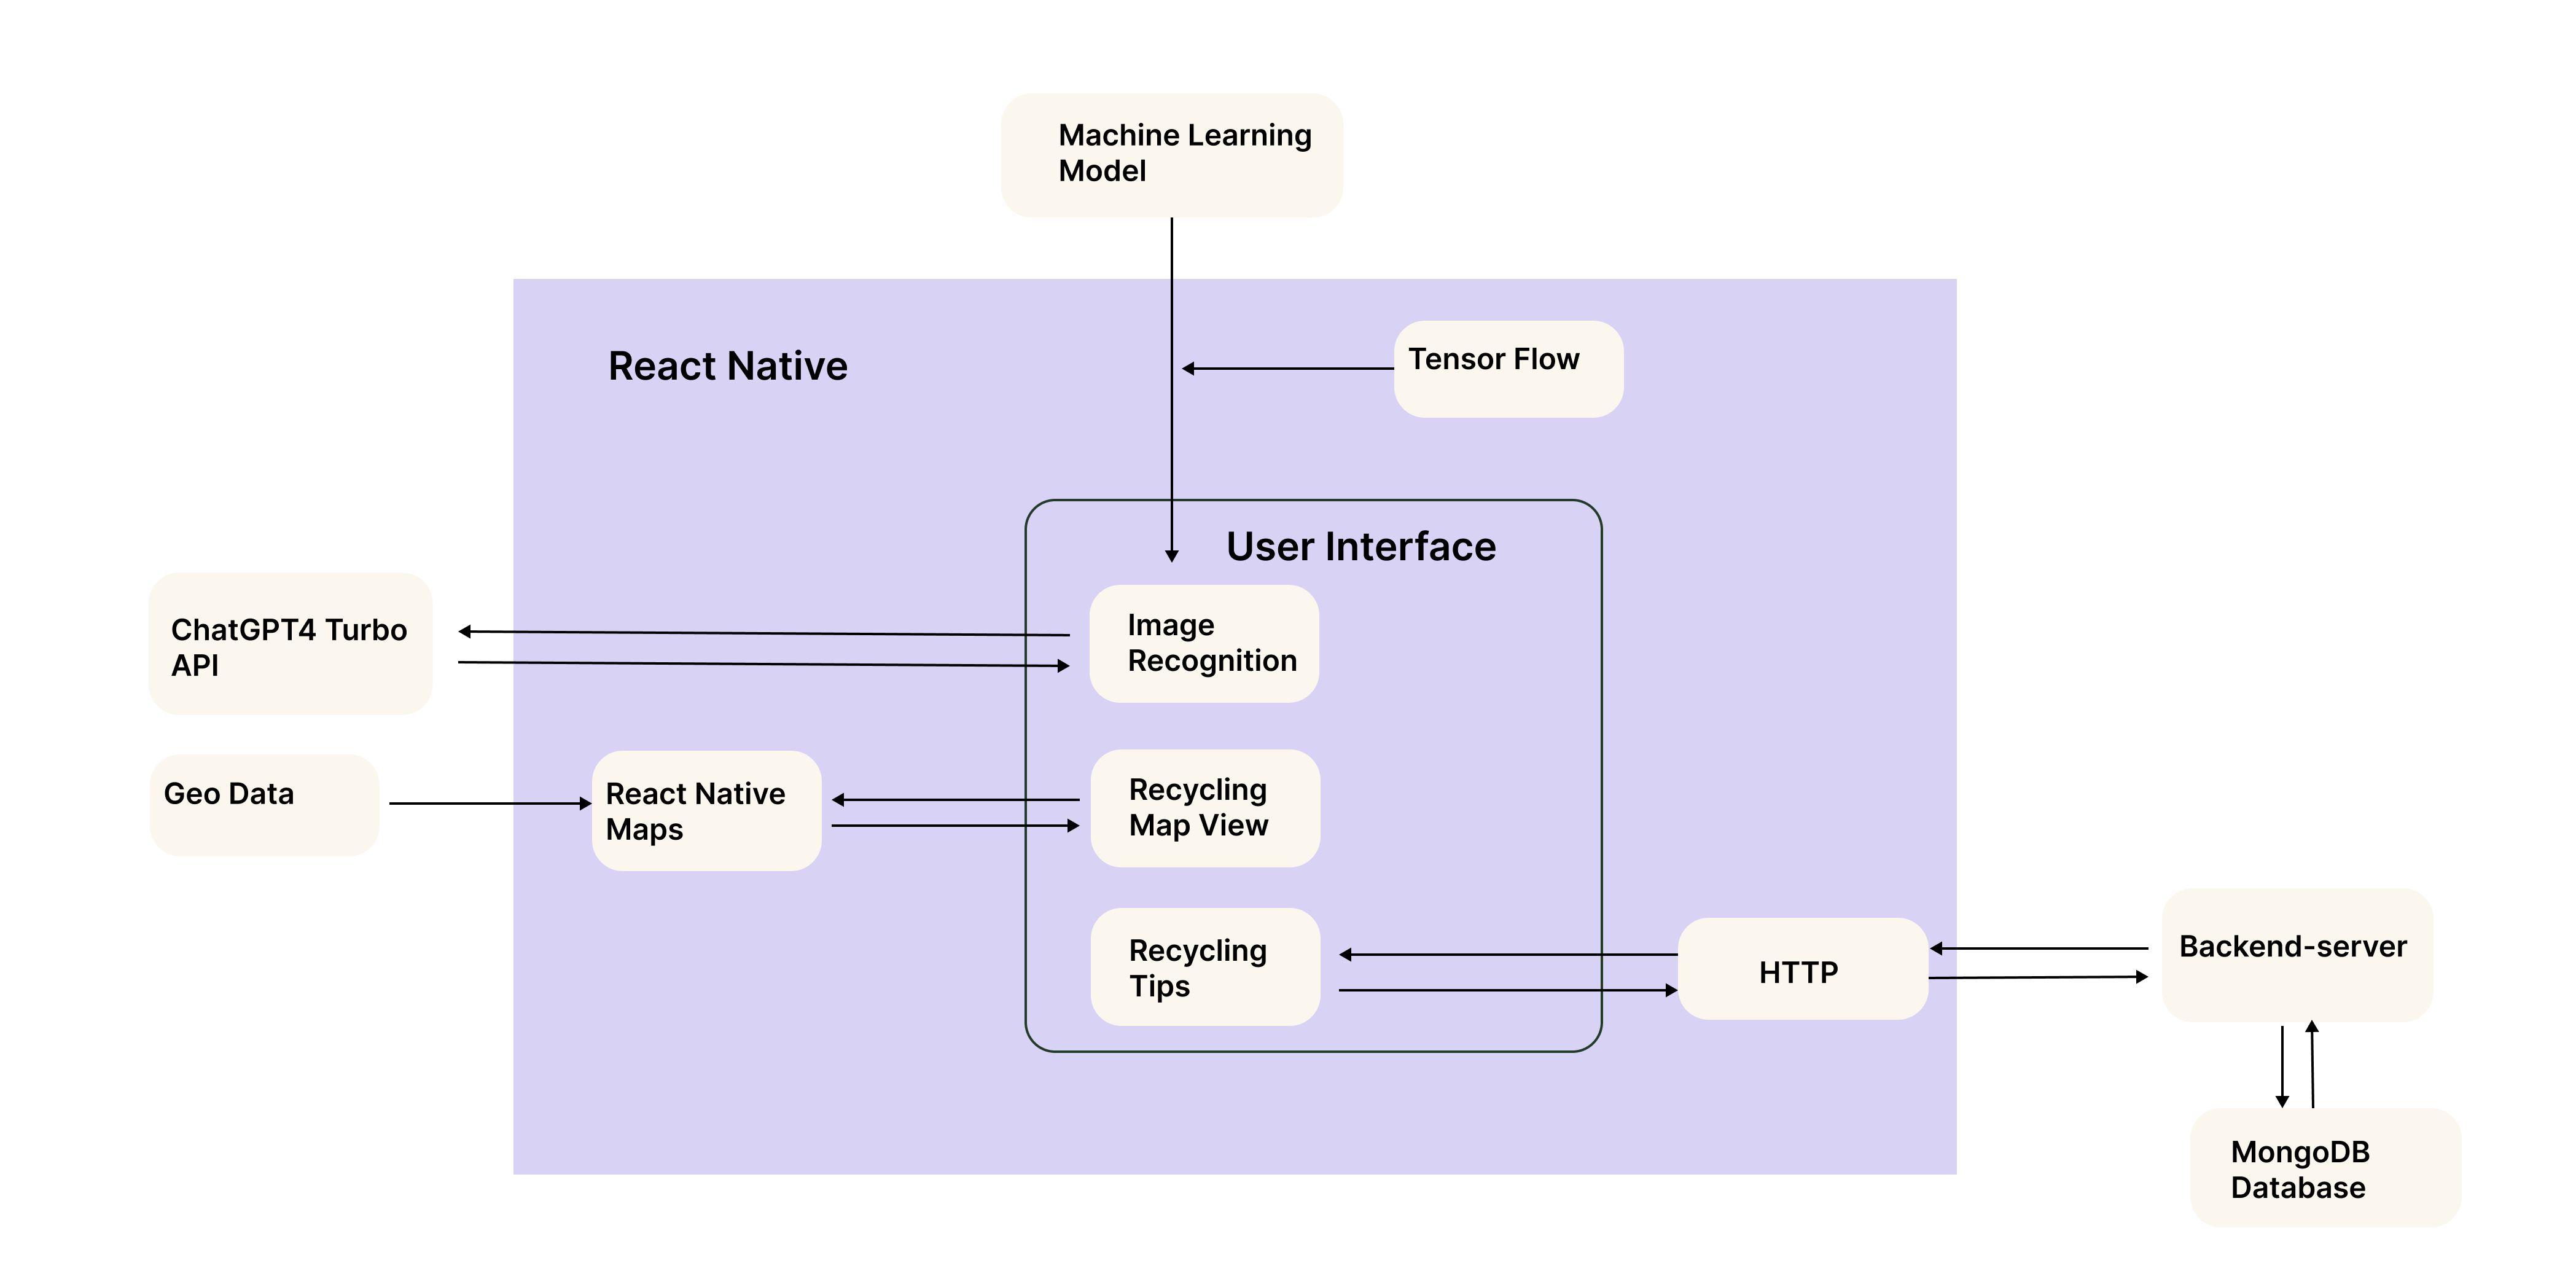 Machine Learning
Model
React Native
Tensor Flow
User Interface
ChatGPT4 Turbo
API
Image
Recognition
Geo Data
React Native
Maps
Recycling
Map View
Recycling
Tips
HTTP
Backend-server
MongoDB
Database